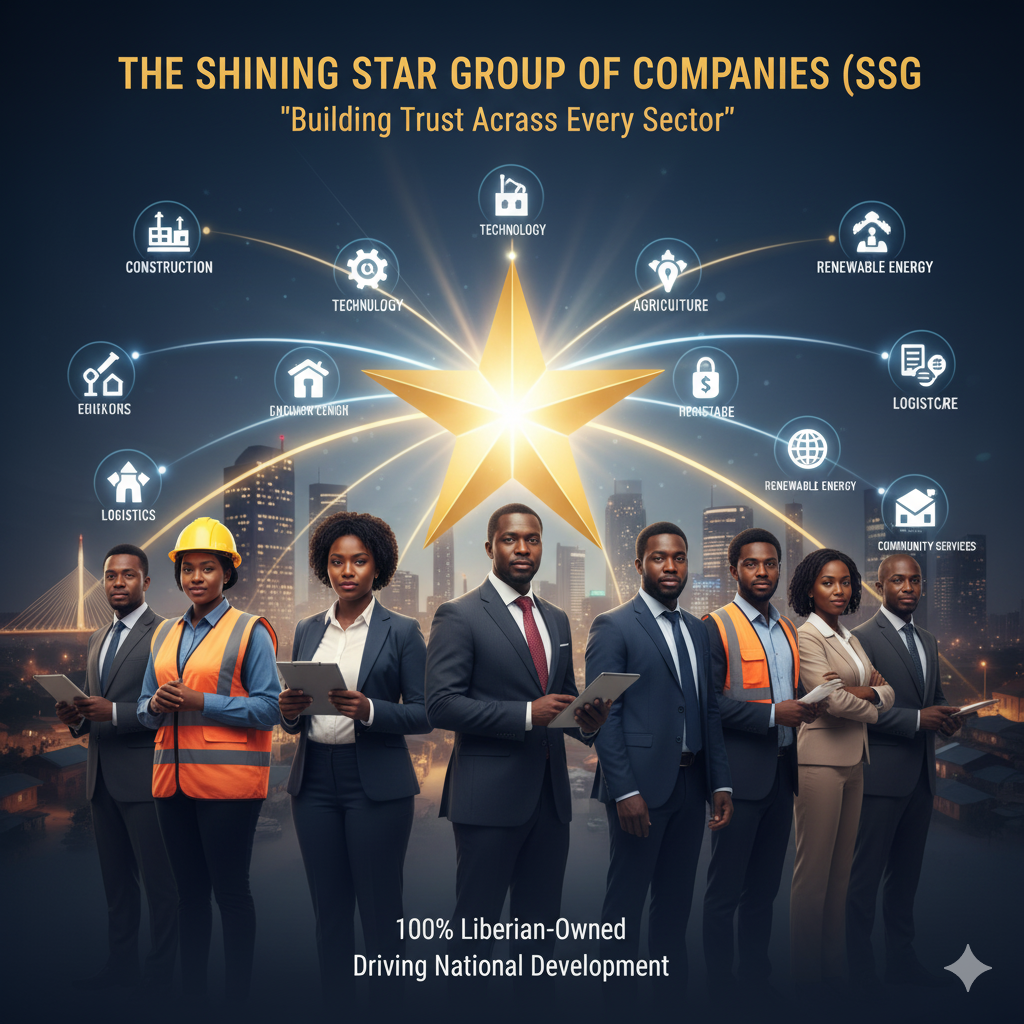 THE SHINING STAR GROUP OF COMPANIES (SSG
"Building Trust Acrass Every Sector"
TECHNOLOGY
CONSTRUCTION
RENEWABLE ENERGY
TECHNOLOGY
AGRICUITURE
LOGISTCRE
LOGISTICS
RENEWABLE ENERGY
COMMUNITY SERVICES
100% Liberian-Owned
Driving National Development